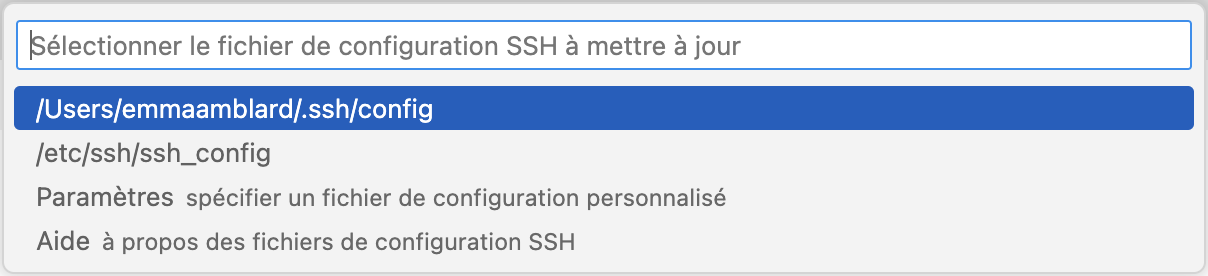 Sélectionner le fichier de configuration SSH à mettre à jour
/Users/emmaamblard/.ssh/config
/etc/ssh/ssh_config
Paramètres spécifier un fichier de configuration personnalisé
Aide à propos des fichiers de configuration SSH